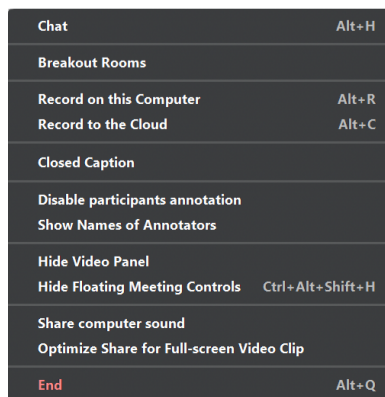 Chat Alt+H
Breakout Rooms
Record on this Computer Alt+R
Record to the Cloud Alt+C
Closed Caption
Disable participants annotation
Show Names of Annotators
Hide Video Panel
Hide Floating Meeting Controls Ctrl+Alt+Shift+H
Share computer sound
Optimize Share for Full-screen Video Clip
End Alt+Q